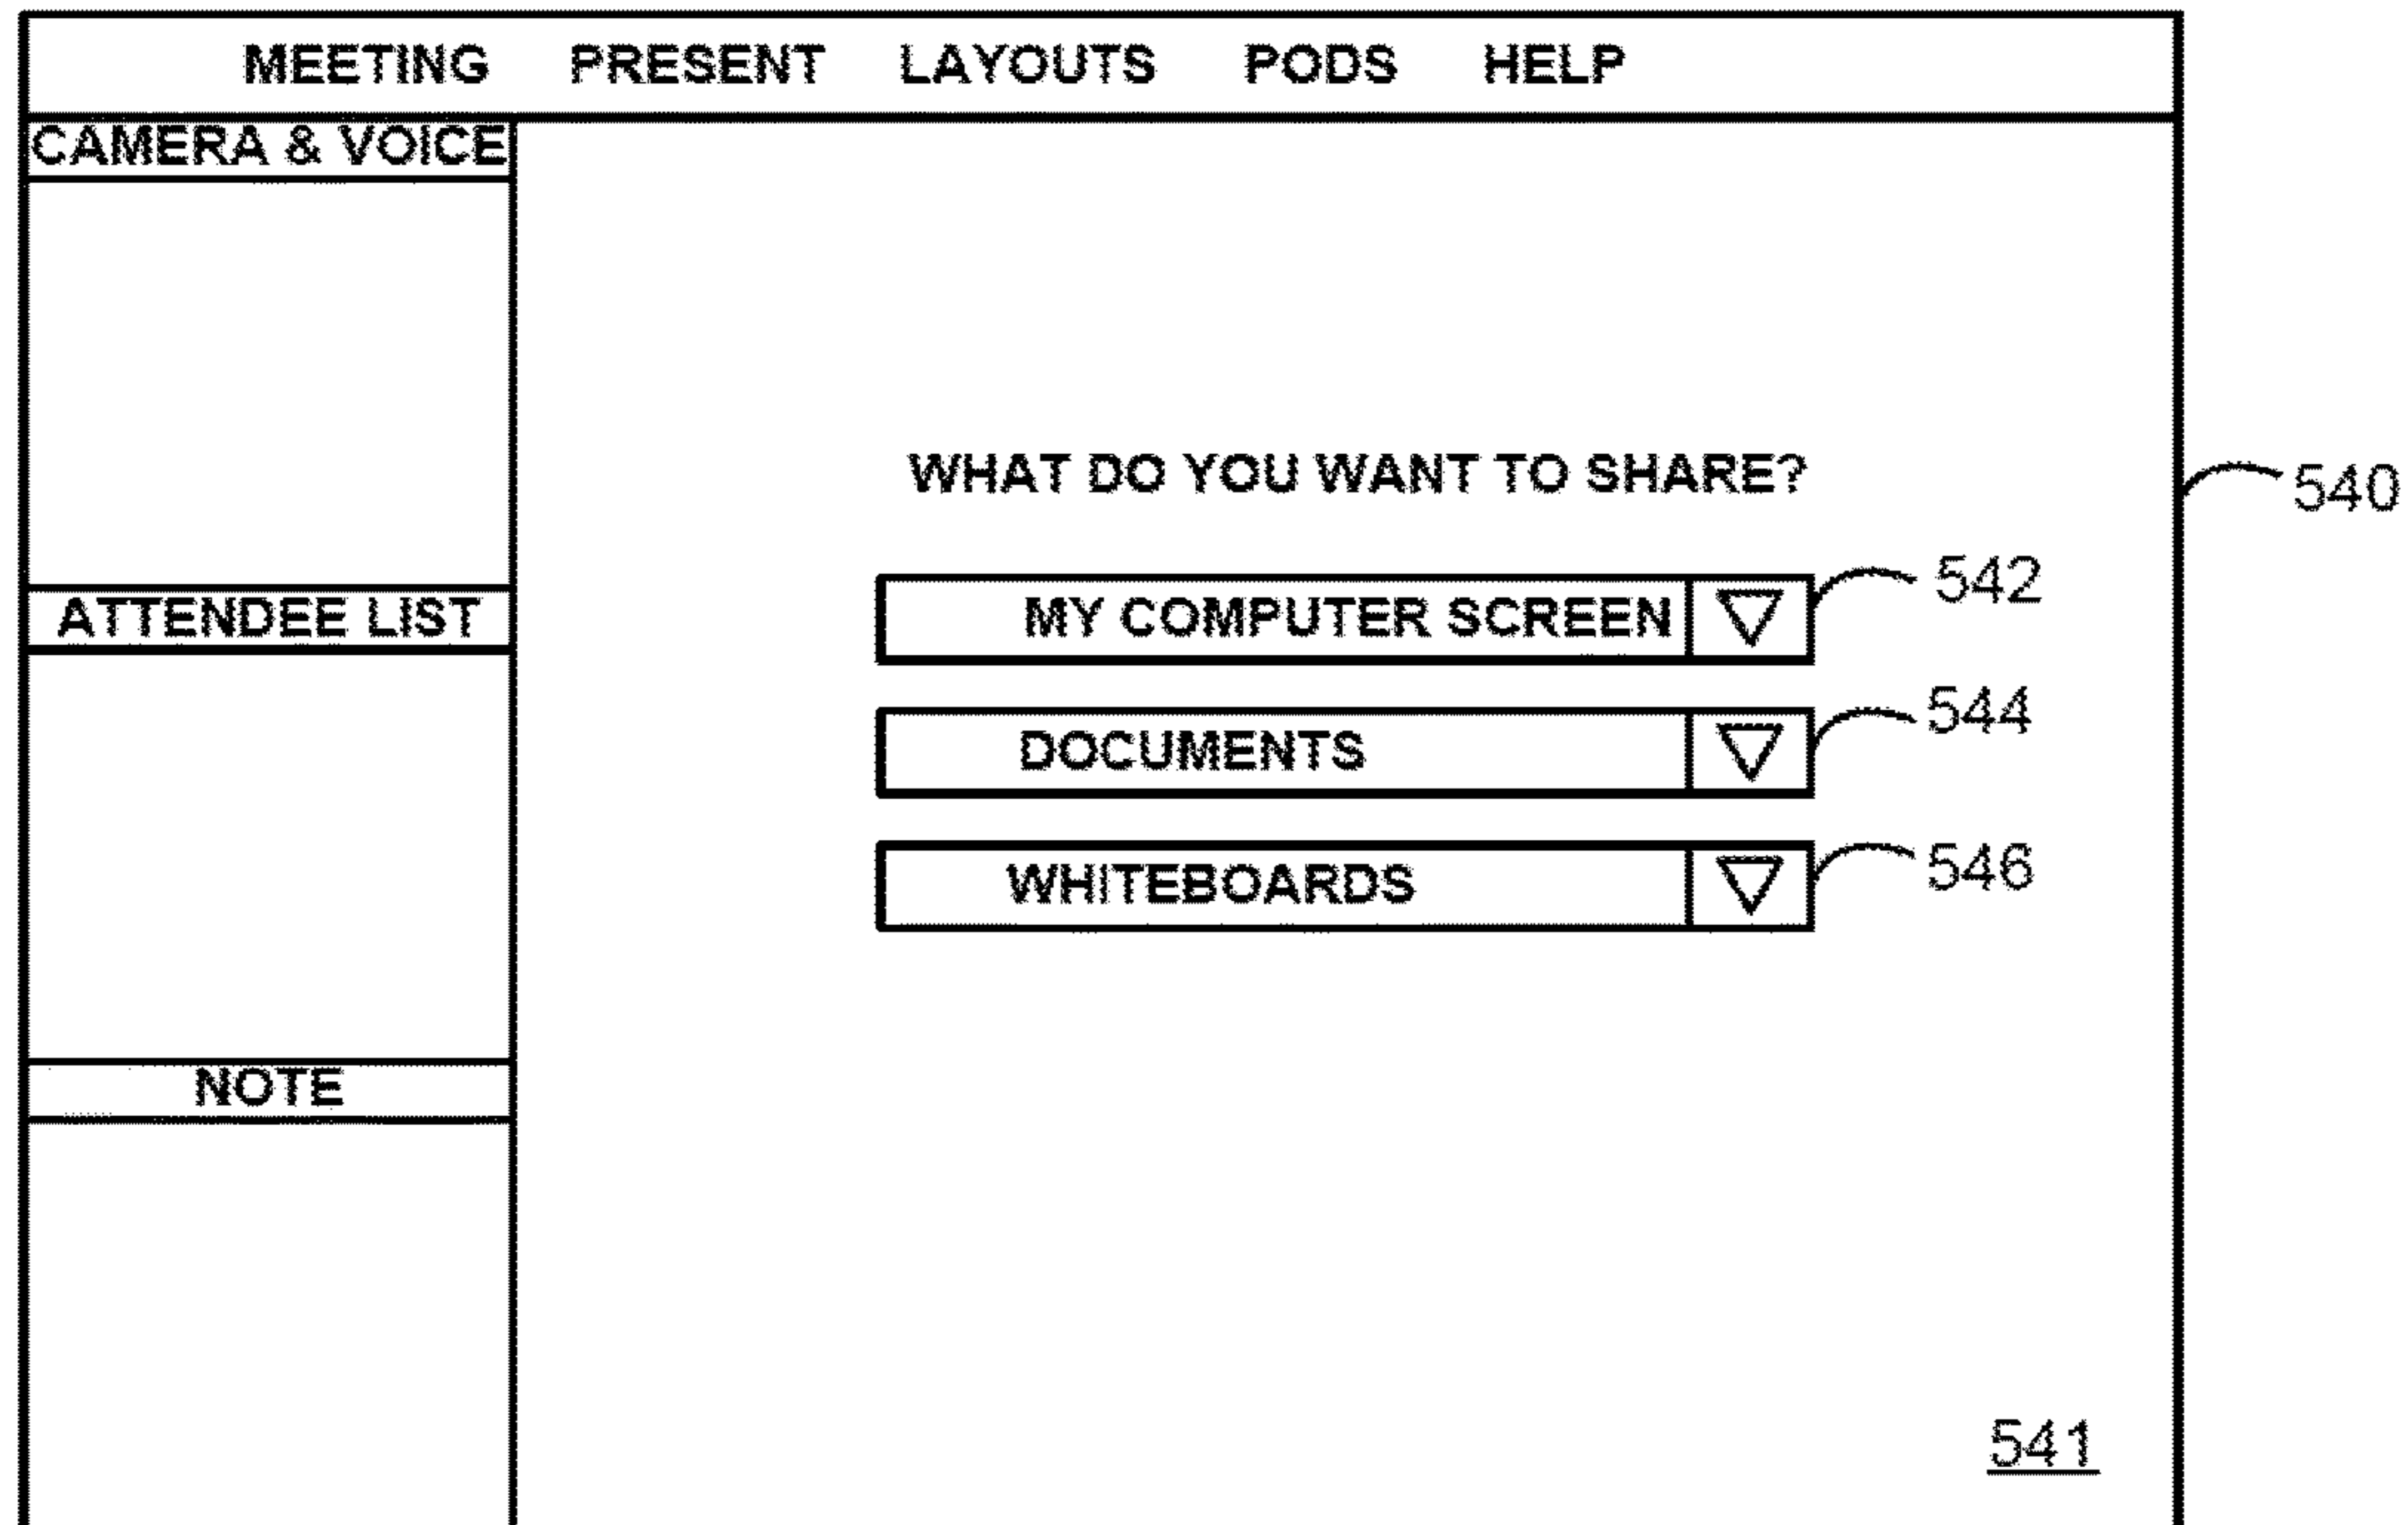 MEETING PRESENT LAYOUTS PODS HELP
CAMERA & VOICE
WHAT DO YOU WANT TO SHARE?
540
MY COMPUTER SCREEN
542
ATTENDEE LIST
DOCUMENTS
544
WHITEBOARDS
546
NOTE
541